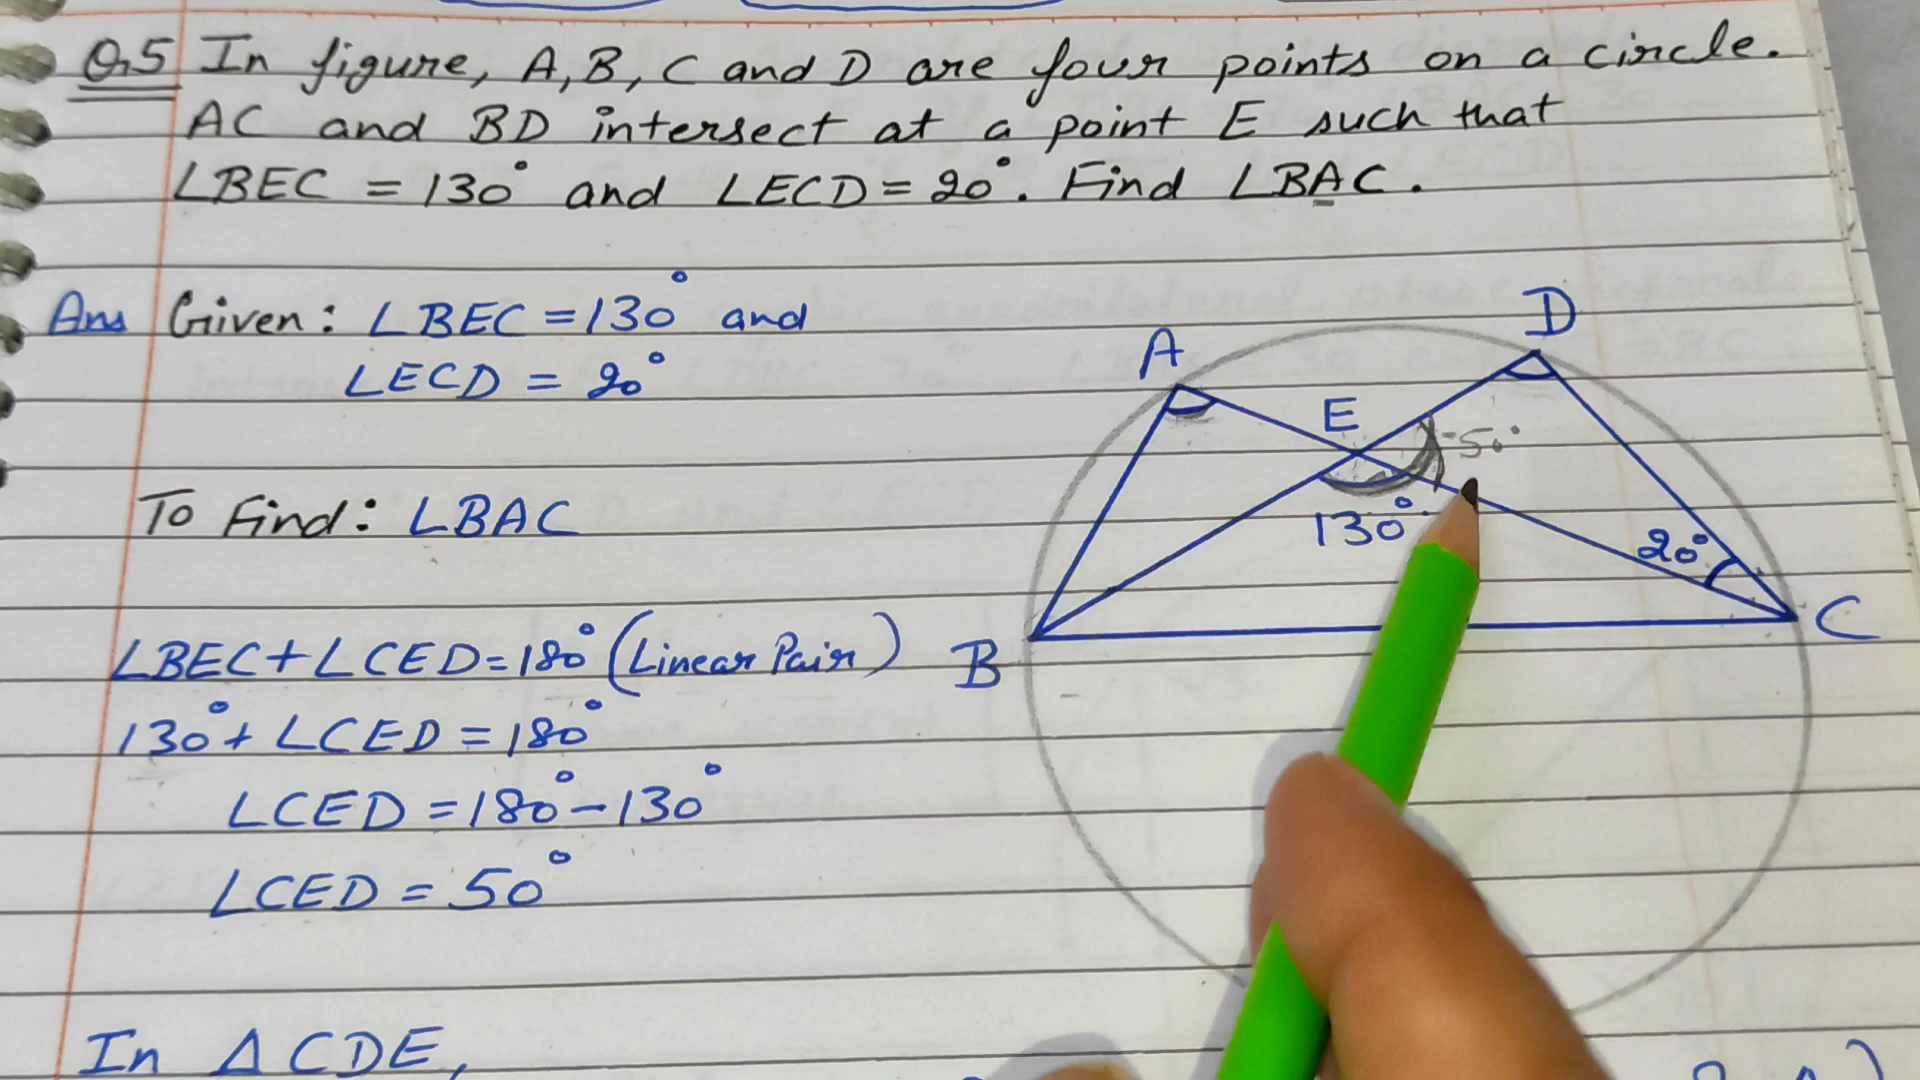 Q.5 In figure, A, B, C and D are four points on a circle.
AC and BD intersect at a point E such that
∠BEC = 130° and ∠ECD = 20°. Find ∠BAC.
Ans Given: ∠BEC = 130° and
∠ECD = 20°
To Find: ∠BAC
∠BEC + ∠CED = 180° (Linear Pair)
130° + ∠CED = 180°
∠CED = 180° - 130°
∠CED = 50°
In △CDE,
D
A
E
50°
130°
20°
C
B